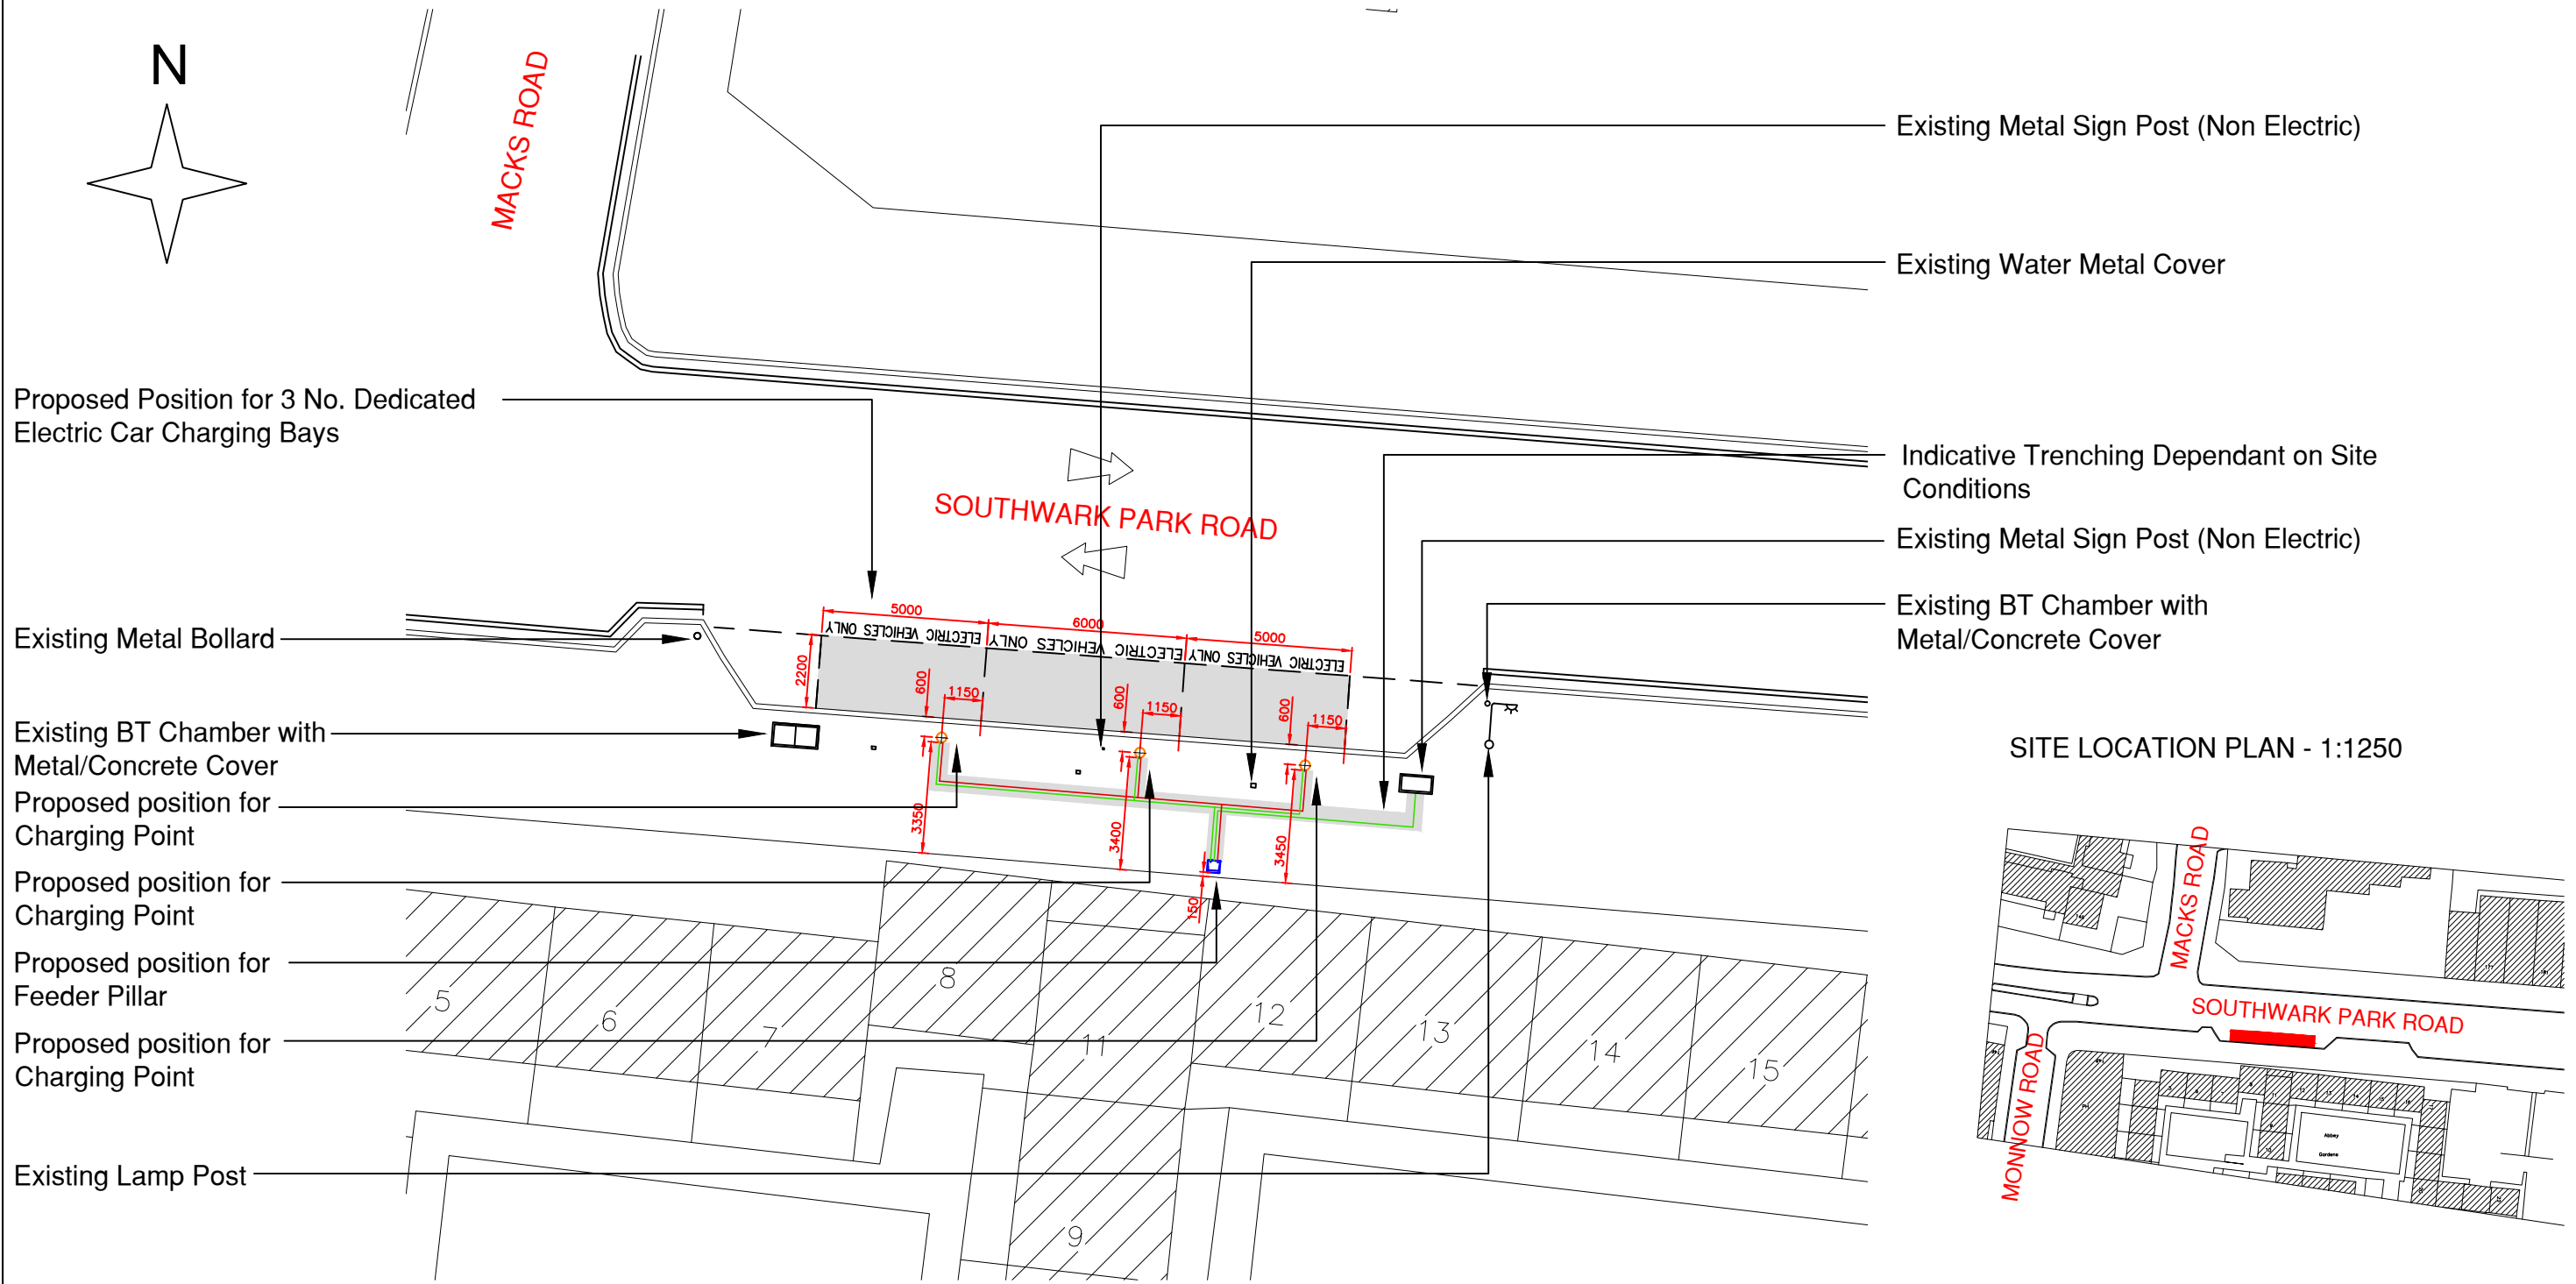 N
MACKS ROAD
Existing Metal Sign Post (Non Electric)
Existing Water Metal Cover
Proposed Position for 3 No. Dedicated
Electric Car Charging Bays
Indicative Trenching Dependant on Site
Conditions
SOUTHWARK PARK ROAD
Existing Metal Sign Post (Non Electric)
Existing BT Chamber with
Metal/Concrete Cover
Existing Metal Bollard
5000
6000
5000
ELECTRIC VEHICLES ONLY
ELECTRIC VEHICLES ONLY
ELECTRIC VEHICLES ONLY
2200
600
1150
600
1150
600
1150
Existing BT Chamber with
Metal/Concrete Cover
Proposed position for
Charging Point
3350
3400
3450
150
Proposed position for
Charging Point
Proposed position for
Feeder Pillar
Proposed position for
Charging Point
Existing Lamp Post
5
6
7
8
11
12
13
14
15
9
SITE LOCATION PLAN - 1:1250
MACKS ROAD
SOUTHWARK PARK ROAD
MONNOW ROAD
Abbey
Gardens